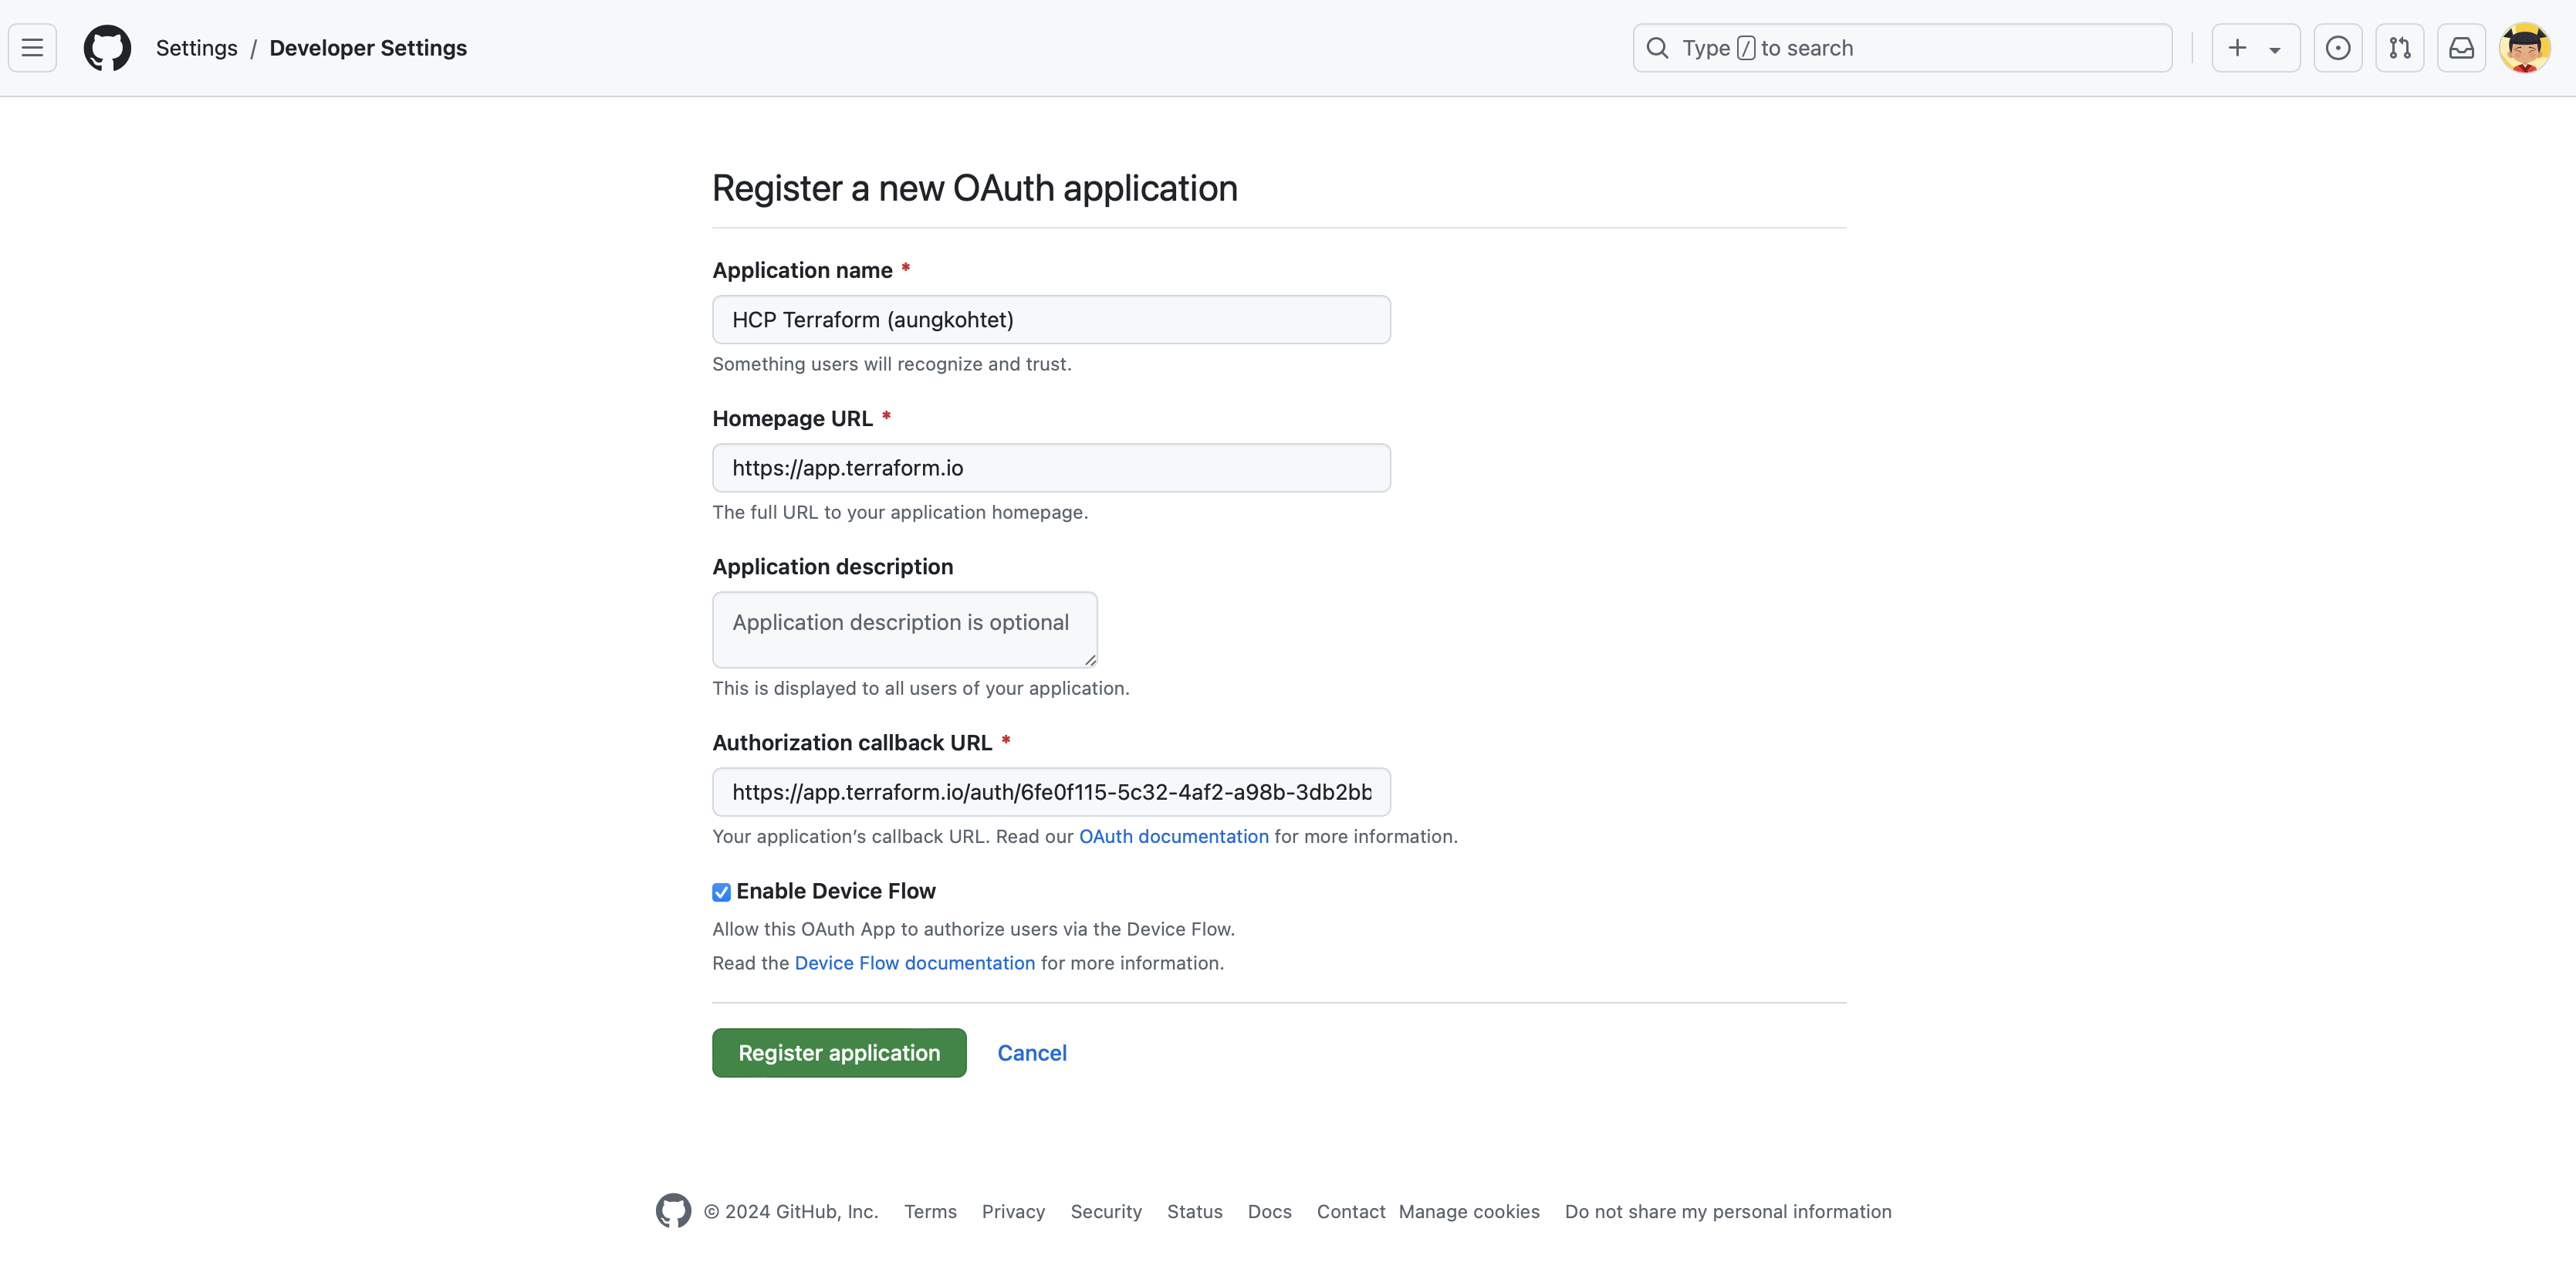 Settings / Developer Settings
Type / to search
Register a new OAuth application
Application name *
HCP Terraform (aungkohtet)
Something users will recognize and trust.
Homepage URL *
https://app.terraform.io
The full URL to your application homepage.
Application description
Application description is optional
This is displayed to all users of your application.
Authorization callback URL *
https://app.terraform.io/auth/6fe0f115-5c32-4af2-a98b-3db2bb
Your application’s callback URL. Read our OAuth documentation for more information.
Enable Device Flow
Allow this OAuth App to authorize users via the Device Flow.
Read the Device Flow documentation for more information.
Register application Cancel
© 2024 GitHub, Inc. Terms Privacy Security Status Docs Contact Manage cookies Do not share my personal information